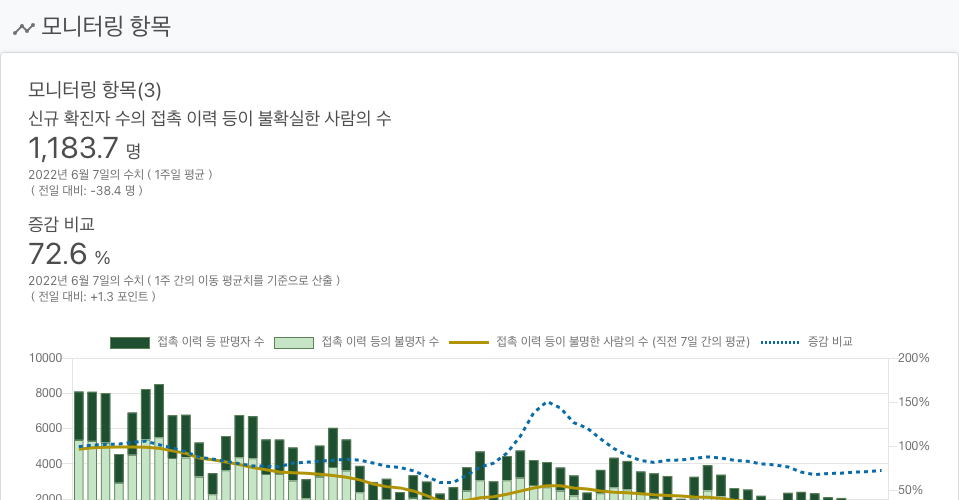 모니터링 항목
모니터링 항목(3)
신규 확진자 수의 접촉 이력 등이 불확실한 사람의 수
1,183.7 명
2022년 6월 7일의 수치 ( 1주일 평균 )
( 전일 대비: -38.4 명 )
증감 비교
72.6 %
2022년 6월 7일의 수치 ( 1주 간의 이동 평균치를 기준으로 산출 )
( 전일 대비: +1.3 포인트 )
접촉 이력 등 판명자 수 접촉 이력 등의 불명자 수 접촉 이력 등이 불명한 사람의 수 (직전 7일 간의 평균) 증감 비교
10000 200%
8000 150%
6000 100%
4000 50%
2000